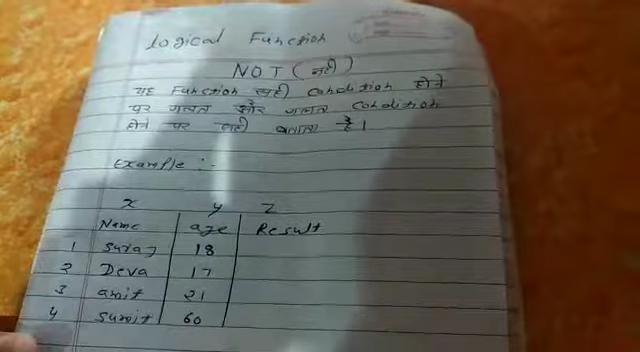 Logical Function
NOT (नही)
यह Function सही Condition होने
पर गलत और गलत Condition
होने पर सही बताता है।
Example :-
x y z
Name age Result
1 Suraj 18
2 Deva 17
3 amit 21
4 Sumit 60